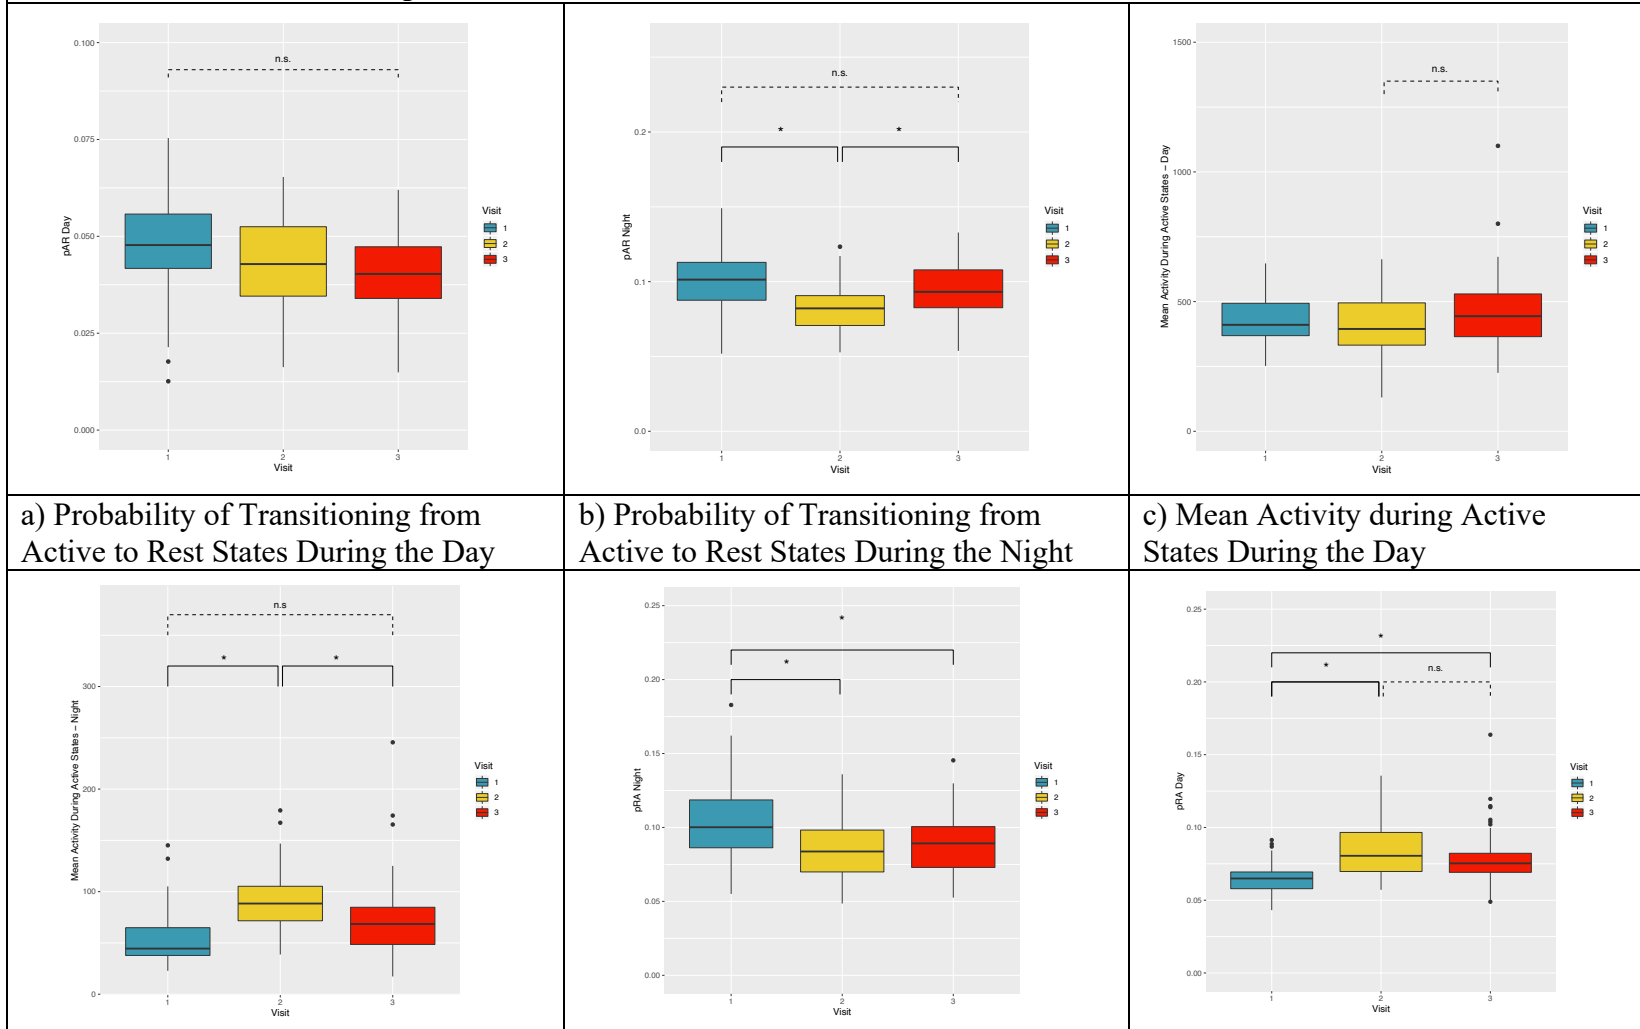 n.s.
0.100
0.075
0.050
0.025
0.000
pAR Day
1
2
3
Visit
Visit
1
2
3
n.s.
*
*
0.2
0.1
0.0
pAR Night
1
2
3
Visit
Visit
1
2
3
n.s.
1500
1000
500
0
Mean Activity During Active States – Day
1
2
3
Visit
Visit
1
2
3
a) Probability of Transitioning from
Active to Rest States During the Day
b) Probability of Transitioning from
Active to Rest States During the Night
c) Mean Activity during Active
States During the Day
n.s
*
*
300
200
100
0
Mean Activity During Active States – Night
1
2
3
Visit
Visit
1
2
3
*
*
0.25
0.20
0.15
0.10
0.05
0.00
pRA Night
1
2
3
Visit
Visit
1
2
3
*
*
n.s.
0.25
0.20
0.15
0.10
0.05
0.00
pRA Day
1
2
3
Visit
Visit
1
2
3